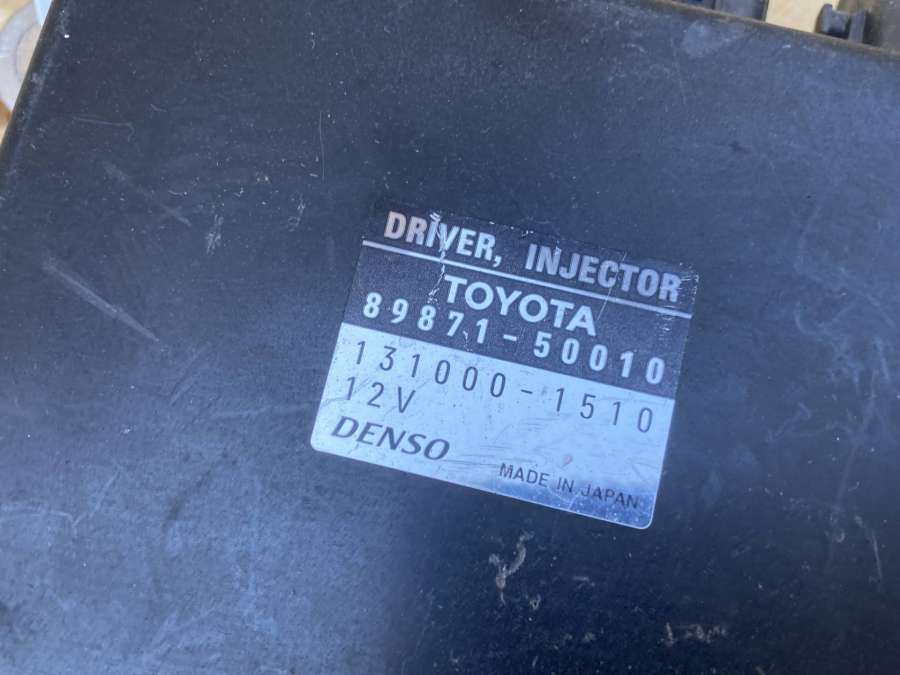 DRIVER, INJECTOR
TOYOTA
89871-50010
131000-1510
12V
DENSO
MADE IN JAPAN